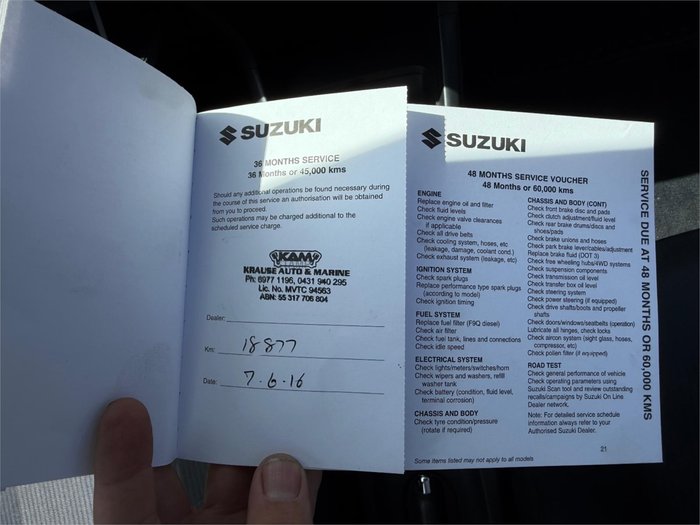 SUZUKI
36 MONTHS SERVICE
36 Months or 45,000 kms
Should any additional operations be found necessary during
the course of this service an authorisation will be obtained
from you to proceed.
Such operations may be charged additional to the
scheduled service charge.
KAM
KRAUSE AUTO & MARINE
Ph: 6977 1196, 0431 940 295
Lic. No. MVTC 94563
ABN: 55 317 706 804
Dealer:
Km: 18877
Date: 7.6.16
SUZUKI
48 MONTHS SERVICE VOUCHER
48 Months or 60,000 kms
ENGINE
Replace engine oil and filter
Check fluid levels
Check engine valve clearances
if applicable
Check all drive belts
Check cooling system, hoses, etc
(leakage, damage, coolant cond.)
Check exhaust system (leakage, etc)
IGNITION SYSTEM
Check spark plugs
Replace performance type spark plugs
(according to model)
Check ignition timing
FUEL SYSTEM
Replace fuel filter (F9Q diesel)
Check air filter
Check fuel tank, lines and connections
Check idle speed
ELECTRICAL SYSTEM
Check lights/meters/switches/horn
Check wipers and washers, refill
washer tank
Check battery (condition, fluid level,
terminal corrosion)
CHASSIS AND BODY
Check tyre condition/pressure
(rotate if required)
CHASSIS AND BODY (CONT)
Check front brake disc and pads
Check clutch adjustment/fluid level
Check rear brake drums/discs and
shoes/pads
Check brake unions and hoses
Check park brake lever/cables/adjustment
Replace brake fluid (DOT 3)
Check free wheeling hubs/4WD systems
Check suspension components
Check transmission oil level
Check transfer box oil level
Check steering system
Check power steering (if equipped)
Check drive shafts/boots and propeller
shafts
Check doors/windows/seatbelts (operation)
Lubricate all hinges, check locks
Check aircon system (sight glass, hoses,
compressor, etc)
Check pollen filter (if equipped)
ROAD TEST
Check general performance of vehicle
Check operating parameters using
Suzuki Scan tool and review outstanding
recalls/campaigns by Suzuki On Line
Dealer network.
Note: For detailed service schedule
information always refer to your
Authorised Suzuki Dealer.
21
Some items listed may not apply to all models
SERVICE DUE AT 48 MONTHS OR 60,000 KMS